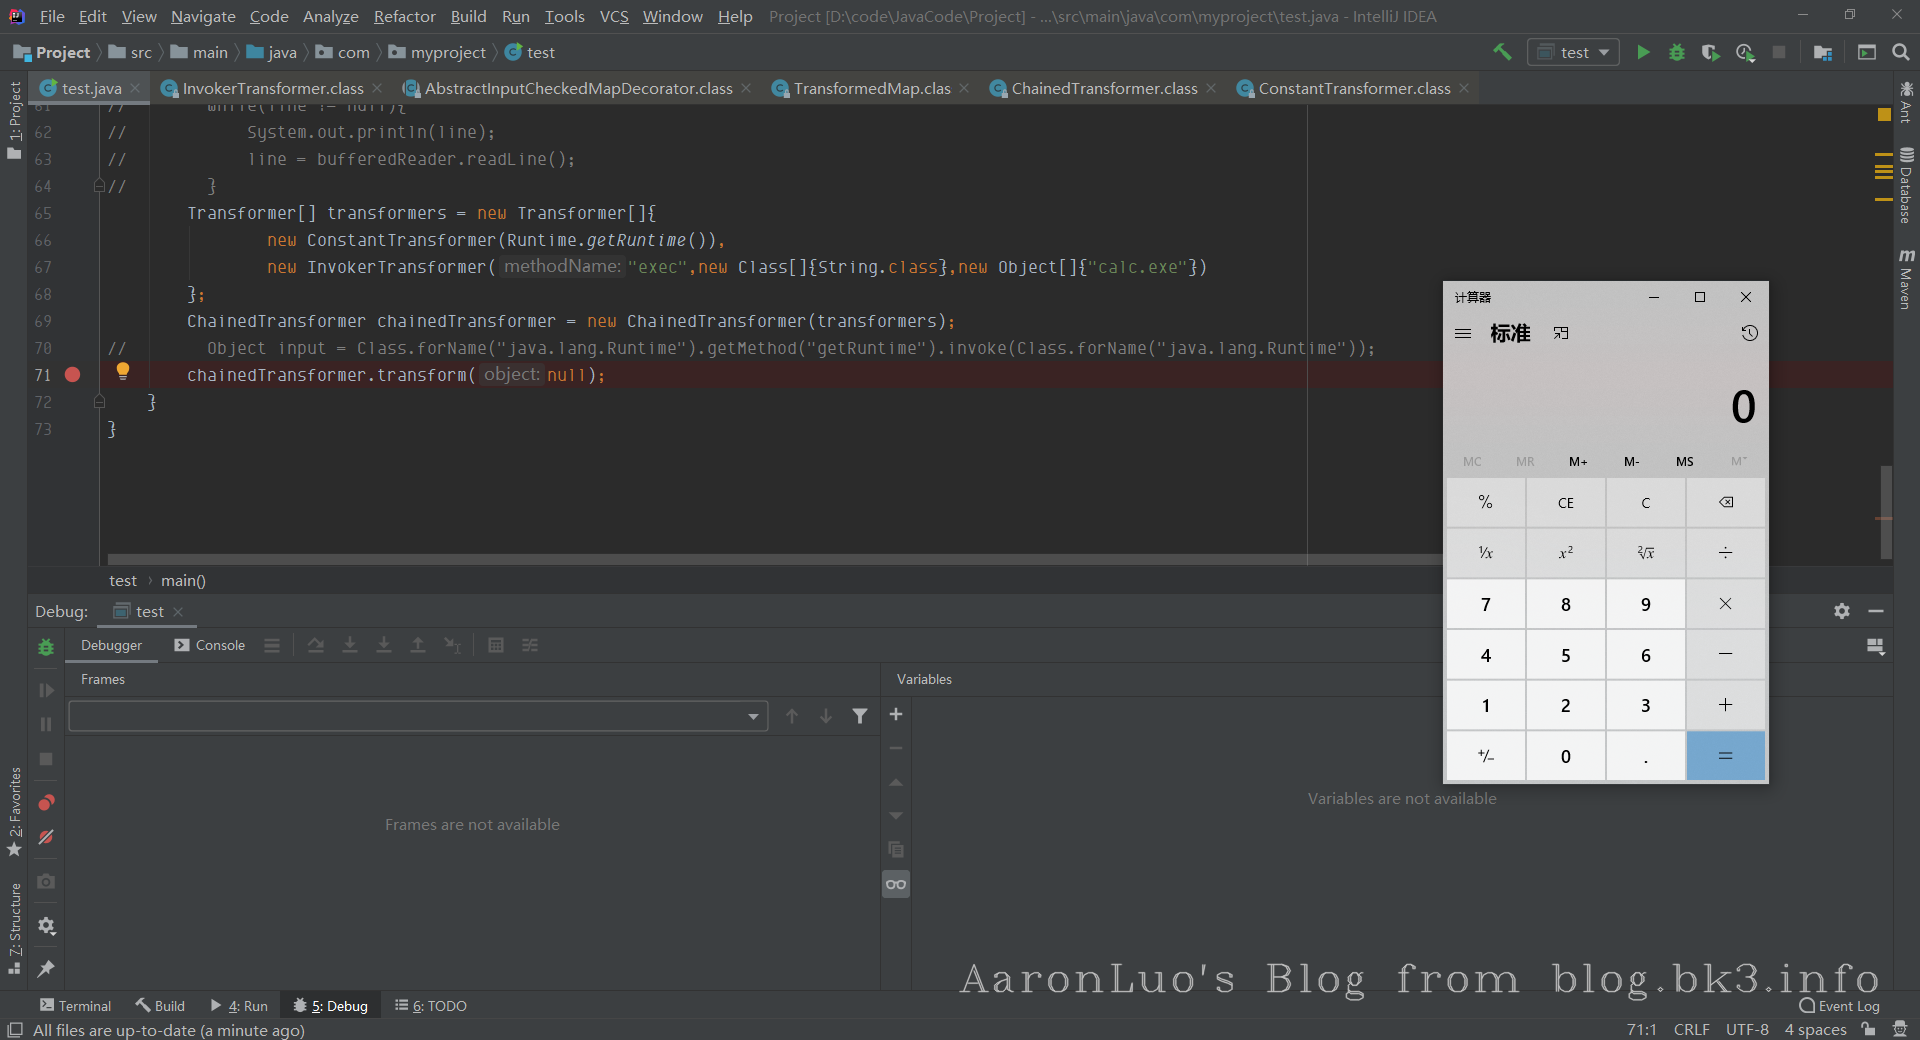 File Edit View Navigate Code Analyze Refactor Build Run Tools VCS Window Help Project [D:\code\JavaCode\Project] - ...\src\main\java\com\myproject\test.java - IntelliJ IDEA
Project src main java com myproject test
test
test.java InvokerTransformer.class AbstractInputCheckedMapDecorator.class TransformedMap.clas ChainedTransformer.class ConstantTransformer.class
61 // while(line != null){
62 // System.out.println(line);
63 // line = bufferedReader.readLine();
64 // }
65 Transformer[] transformers = new Transformer[]{
66 new ConstantTransformer(Runtime.getRuntime()),
67 new InvokerTransformer( methodName: "exec",new Class[]{String.class},new Object[]{"calc.exe"})
68 };
69 ChainedTransformer chainedTransformer = new ChainedTransformer(transformers);
70 // Object input = Class.forName("java.lang.Runtime").getMethod("getRuntime").invoke(Class.forName("java.lang.Runtime"));
71 chainedTransformer.transform( object: null);
72 }
73 }
1: Project
2: Favorites
Z: Structure
Ant
Database
m Maven
计算器
标准
0
MC MR M+ M- MS M˅
% CE C
¹/x x² ²√x ÷
7 8 9 ×
4 5 6 −
1 2 3 +
+/− 0 . =
test › main()
Debug: test
Debugger Console
Frames
Variables
Frames are not available
Variables are not available
AaronLuo's Blog from blog.bk3.info
Terminal Build 4: Run 5: Debug 6: TODO Event Log
All files are up-to-date (a minute ago) 71:1 CRLF UTF-8 4 spaces